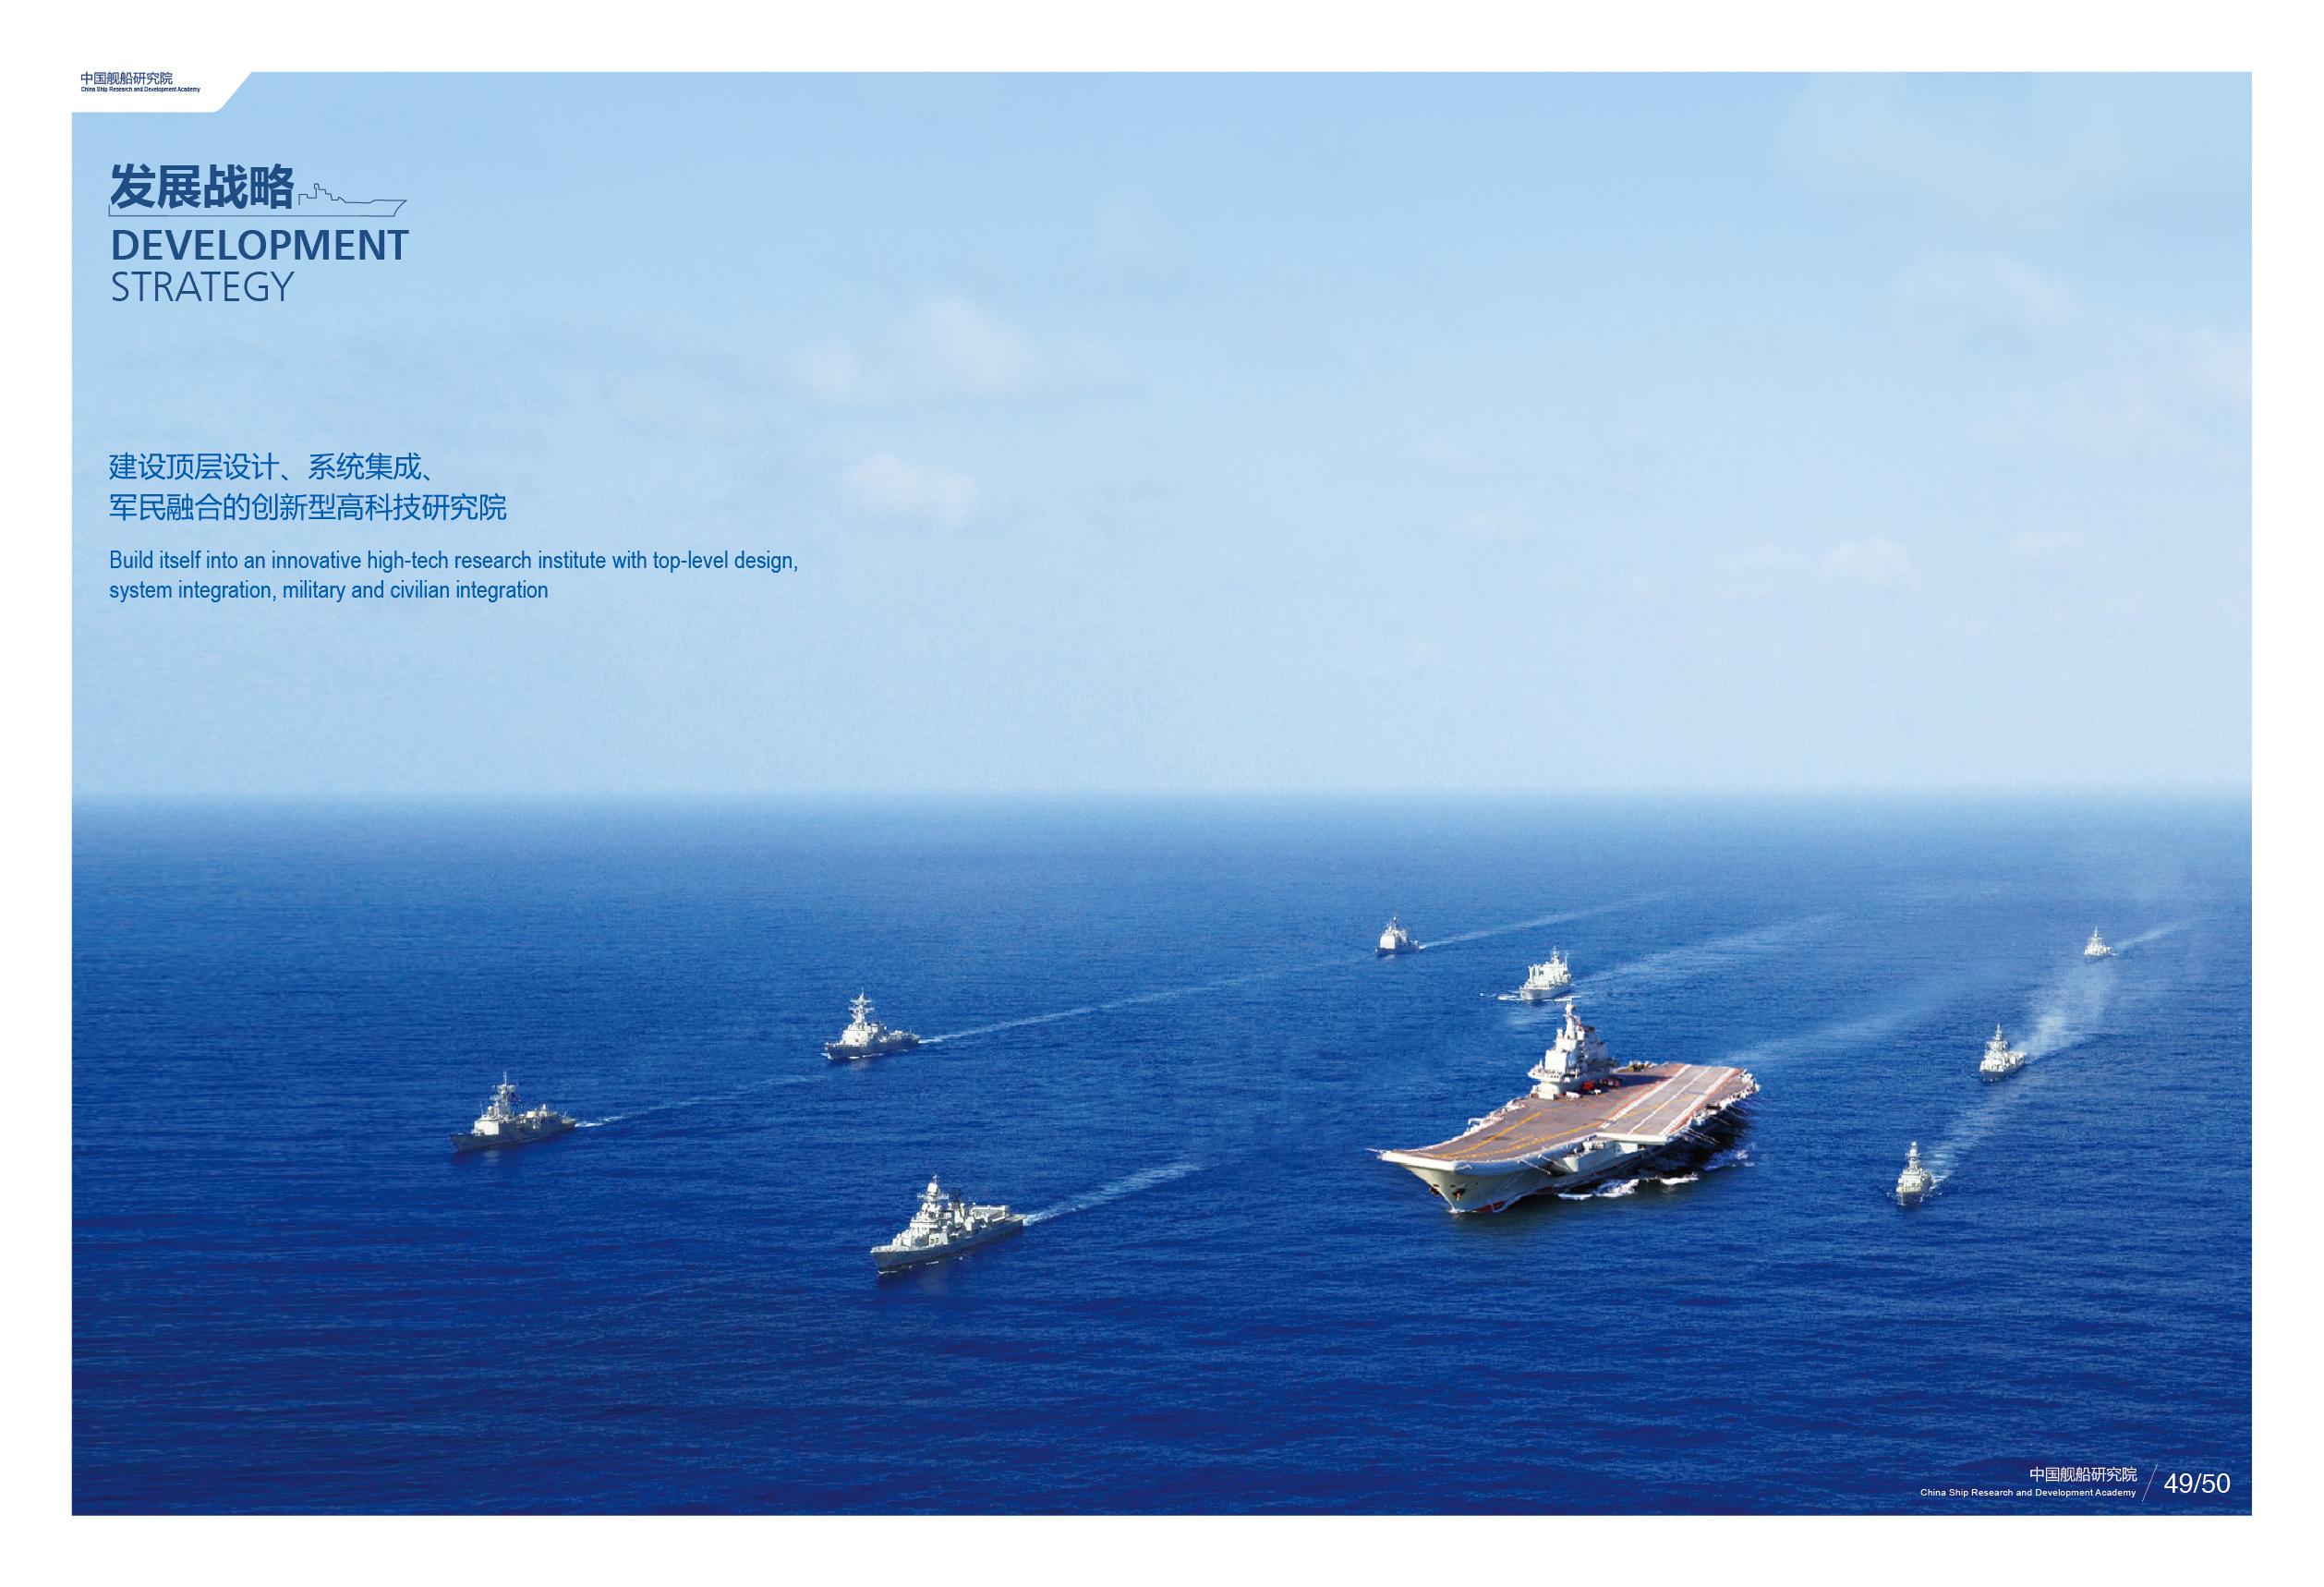 中国舰船研究院
China Ship Research and Development Academy
发展战略
DEVELOPMENT
STRATEGY
建设顶层设计、系统集成、
军民融合的创新型高科技研究院
Build itself into an innovative high-tech research institute with top-level design,
system integration, military and civilian integration
中国舰船研究院
China Ship Research and Development Academy
49/50